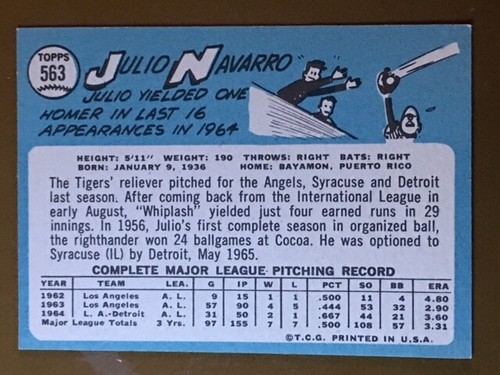 TOPPS
563
JULIO NAVARRO
JULIO YIELDED ONE
HOMER IN LAST 16
APPEARANCES IN 1964
HEIGHT: 5'11" WEIGHT: 190 THROWS: RIGHT BATS: RIGHT
BORN: JANUARY 9, 1936 HOME: BAYAMON, PUERTO RICO
The Tigers' reliever pitched for the Angels, Syracuse and Detroit
last season. After coming back from the International League in
early August, "Whiplash" yielded just four earned runs in 29
innings. In 1956, Julio's first complete season in organized ball,
the righthander won 24 ballgames at Cocoa. He was optioned to
Syracuse (IL) by Detroit, May 1965.
COMPLETE MAJOR LEAGUE PITCHING RECORD
YEAR TEAM LEA. G IP W L PCT SO BB ERA
1962 Los Angeles A. L. 9 15 1 1 .500 11 4 4.80
1963 Los Angeles A. L. 57 90 4 5 .444 53 32 2.90
1964 L. A.-Detroit A. L. 31 50 2 1 .667 44 21 3.60
Major League Totals 3 Yrs. 97 155 7 7 .500 108 57 3.31
©T.C.G. PRINTED IN U.S.A.